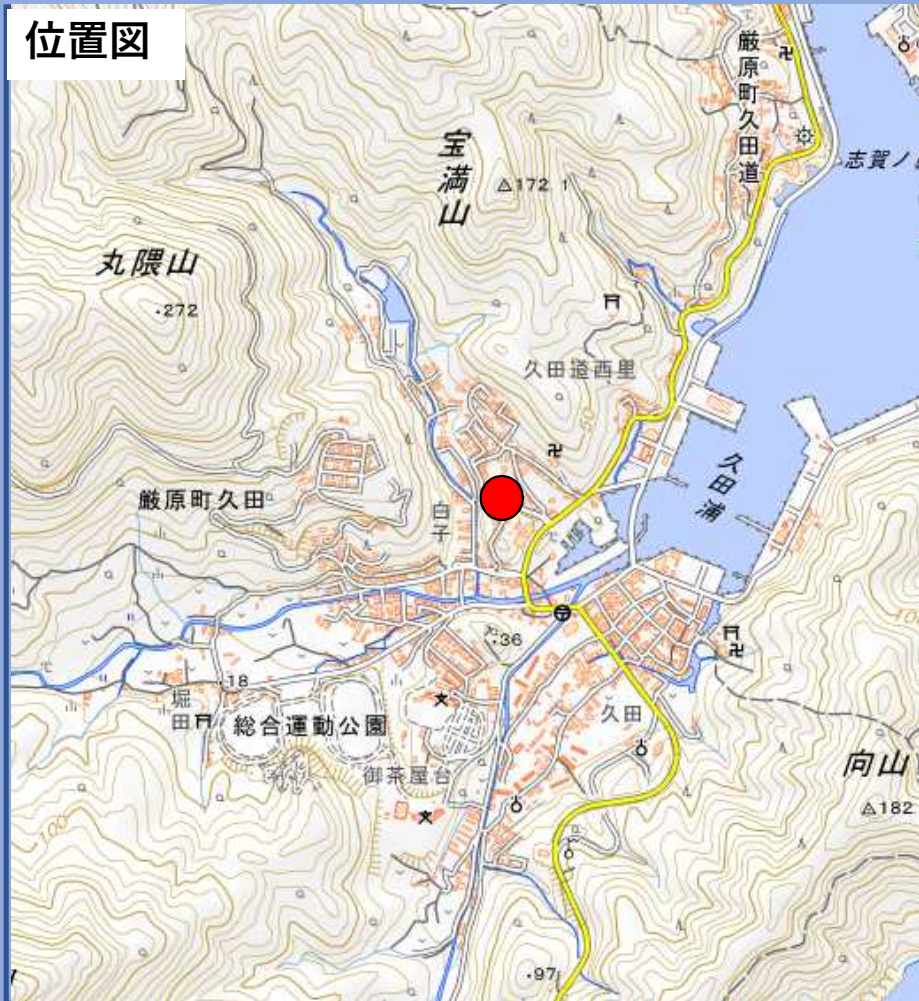 位置図
厳原町久田道
志賀ノ
宝満山
172 1
丸隈山
272
久田道西里
50
久田浦
厳原町久田
白子
36
18
堀田
総合運動公園
久田
御茶屋台
向山
182
100
97